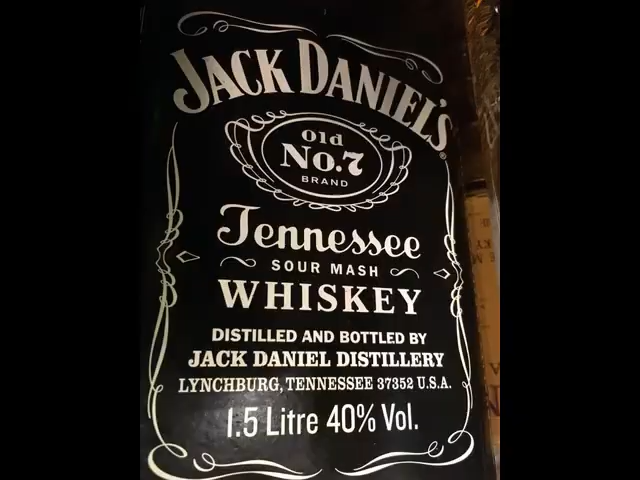 JACK DANIEL'S
Old
No.7
BRAND
Tennessee
SOUR MASH
WHISKEY
DISTILLED AND BOTTLED BY
JACK DANIEL DISTILLERY
LYNCHBURG, TENNESSEE 37352 U.S.A.
1.5 Litre 40% Vol.